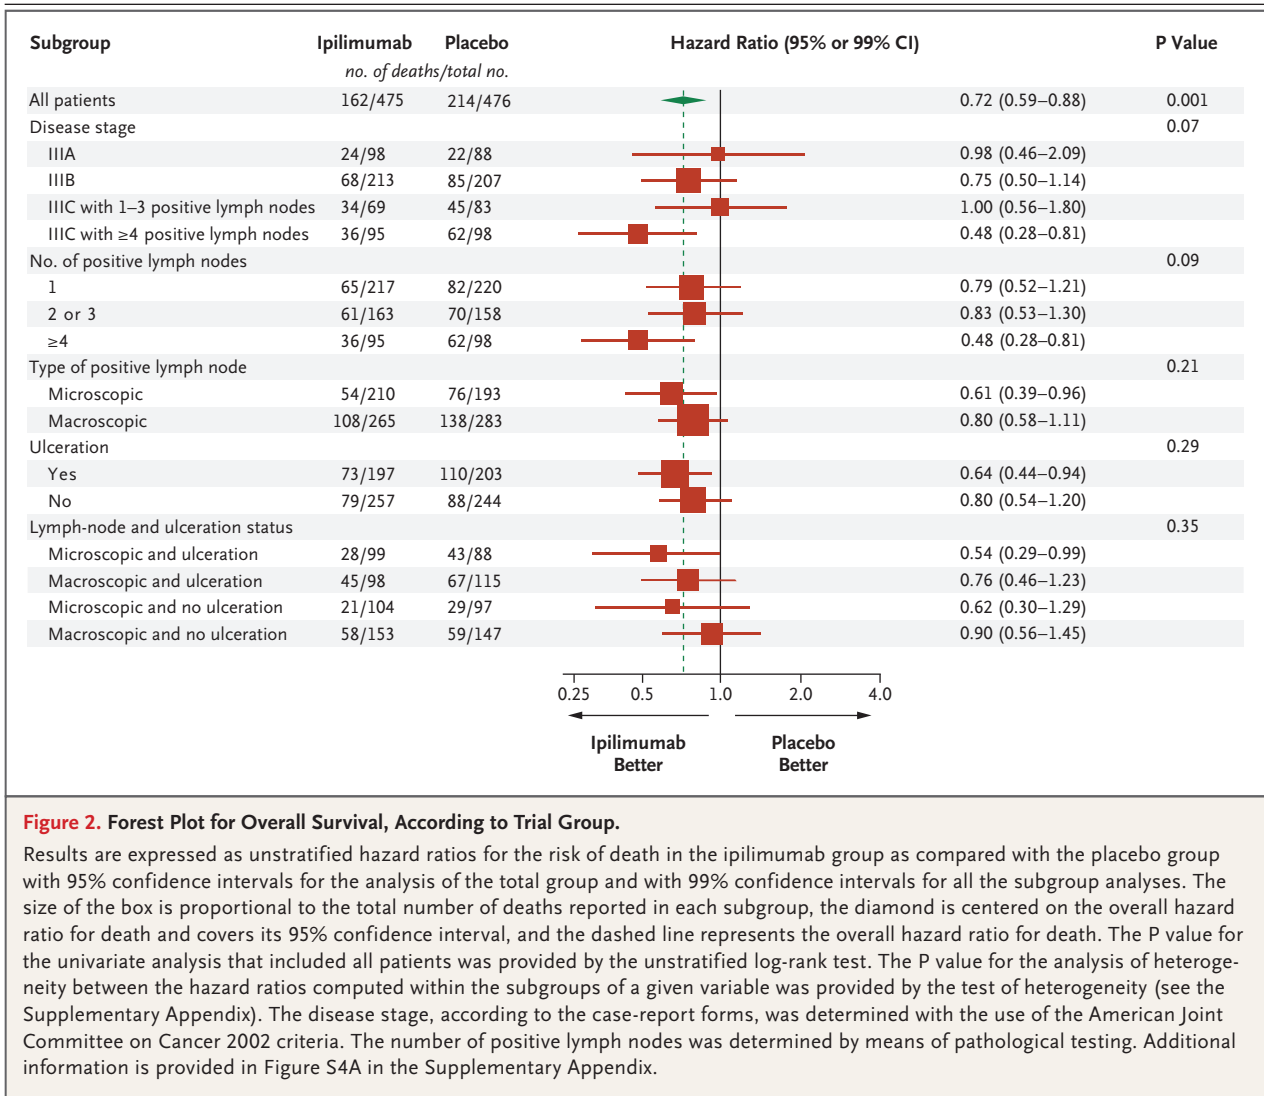 Subgroup Ipilimumab Placebo Hazard Ratio (95% or 99% CI) P Value
no. of deaths/total no.
All patients 162/475 214/476 0.72 (0.59–0.88) 0.001
Disease stage 0.07
IIIA 24/98 22/88 0.98 (0.46–2.09)
IIIB 68/213 85/207 0.75 (0.50–1.14)
IIIC with 1–3 positive lymph nodes 34/69 45/83 1.00 (0.56–1.80)
IIIC with ≥4 positive lymph nodes 36/95 62/98 0.48 (0.28–0.81)
No. of positive lymph nodes 0.09
1 65/217 82/220 0.79 (0.52–1.21)
2 or 3 61/163 70/158 0.83 (0.53–1.30)
≥4 36/95 62/98 0.48 (0.28–0.81)
Type of positive lymph node 0.21
Microscopic 54/210 76/193 0.61 (0.39–0.96)
Macroscopic 108/265 138/283 0.80 (0.58–1.11)
Ulceration 0.29
Yes 73/197 110/203 0.64 (0.44–0.94)
No 79/257 88/244 0.80 (0.54–1.20)
Lymph-node and ulceration status 0.35
Microscopic and ulceration 28/99 43/88 0.54 (0.29–0.99)
Macroscopic and ulceration 45/98 67/115 0.76 (0.46–1.23)
Microscopic and no ulceration 21/104 29/97 0.62 (0.30–1.29)
Macroscopic and no ulceration 58/153 59/147 0.90 (0.56–1.45)
0.25 0.5 1.0 2.0 4.0
Ipilimumab Placebo
Better Better
Figure 2. Forest Plot for Overall Survival, According to Trial Group.
Results are expressed as unstratified hazard ratios for the risk of death in the ipilimumab group as compared with the placebo group
with 95% confidence intervals for the analysis of the total group and with 99% confidence intervals for all the subgroup analyses. The
size of the box is proportional to the total number of deaths reported in each subgroup, the diamond is centered on the overall hazard
ratio for death and covers its 95% confidence interval, and the dashed line represents the overall hazard ratio for death. The P value for
the univariate analysis that included all patients was provided by the unstratified log-rank test. The P value for the analysis of heteroge-
neity between the hazard ratios computed within the subgroups of a given variable was provided by the test of heterogeneity (see the
Supplementary Appendix). The disease stage, according to the case-report forms, was determined with the use of the American Joint
Committee on Cancer 2002 criteria. The number of positive lymph nodes was determined by means of pathological testing. Additional
information is provided in Figure S4A in the Supplementary Appendix.